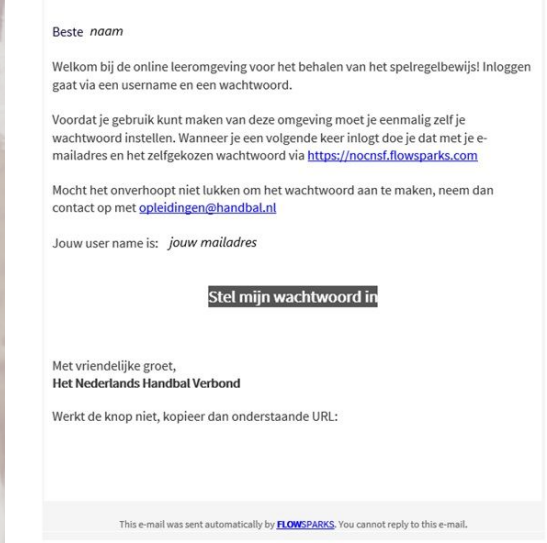 Beste naam
Welkom bij de online leeromgeving voor het behalen van het spelregelbewijs! Inloggen
gaat via een username en een wachtwoord.
Voordat je gebruik kunt maken van deze omgeving moet je eenmalig zelf je
wachtwoord instellen. Wanneer je een volgende keer inlogt doe je dat met je e-
mailadres en het zelfgekozen wachtwoord via https://nocnsf.flowsparks.com
Mocht het onverhoopt niet lukken om het wachtwoord aan te maken, neem dan
contact op met opleidingen@handbal.nl
Jouw user name is: jouw mailadres
Stel mijn wachtwoord in
Met vriendelijke groet,
Het Nederlands Handbal Verbond
Werkt de knop niet, kopieer dan onderstaande URL:
This e-mail was sent automatically by FLOWSPARKS. You cannot reply to this e-mail.